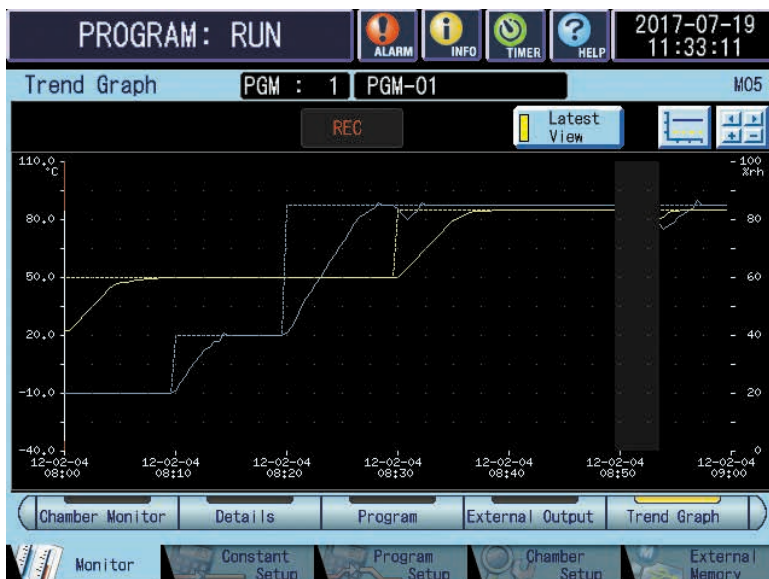 PROGRAM: RUN
ALARM
INFO
TIMER
HELP
2017-07-19
11:33:11
Trend Graph
PGM : 1
PGM-01
M05
REC
Latest
View
110.0
°C
80.0
50.0
20.0
-10.0
-40.0
100
%rh
80
60
40
20
0
12-02-04
08:00
12-02-04
08:10
12-02-04
08:20
12-02-04
08:30
12-02-04
08:40
12-02-04
08:50
12-02-04
09:00
Chamber Monitor
Details
Program
External Output
Trend Graph
Monitor
Constant
Setup
Program
Setup
Chamber
Setup
External
Memory